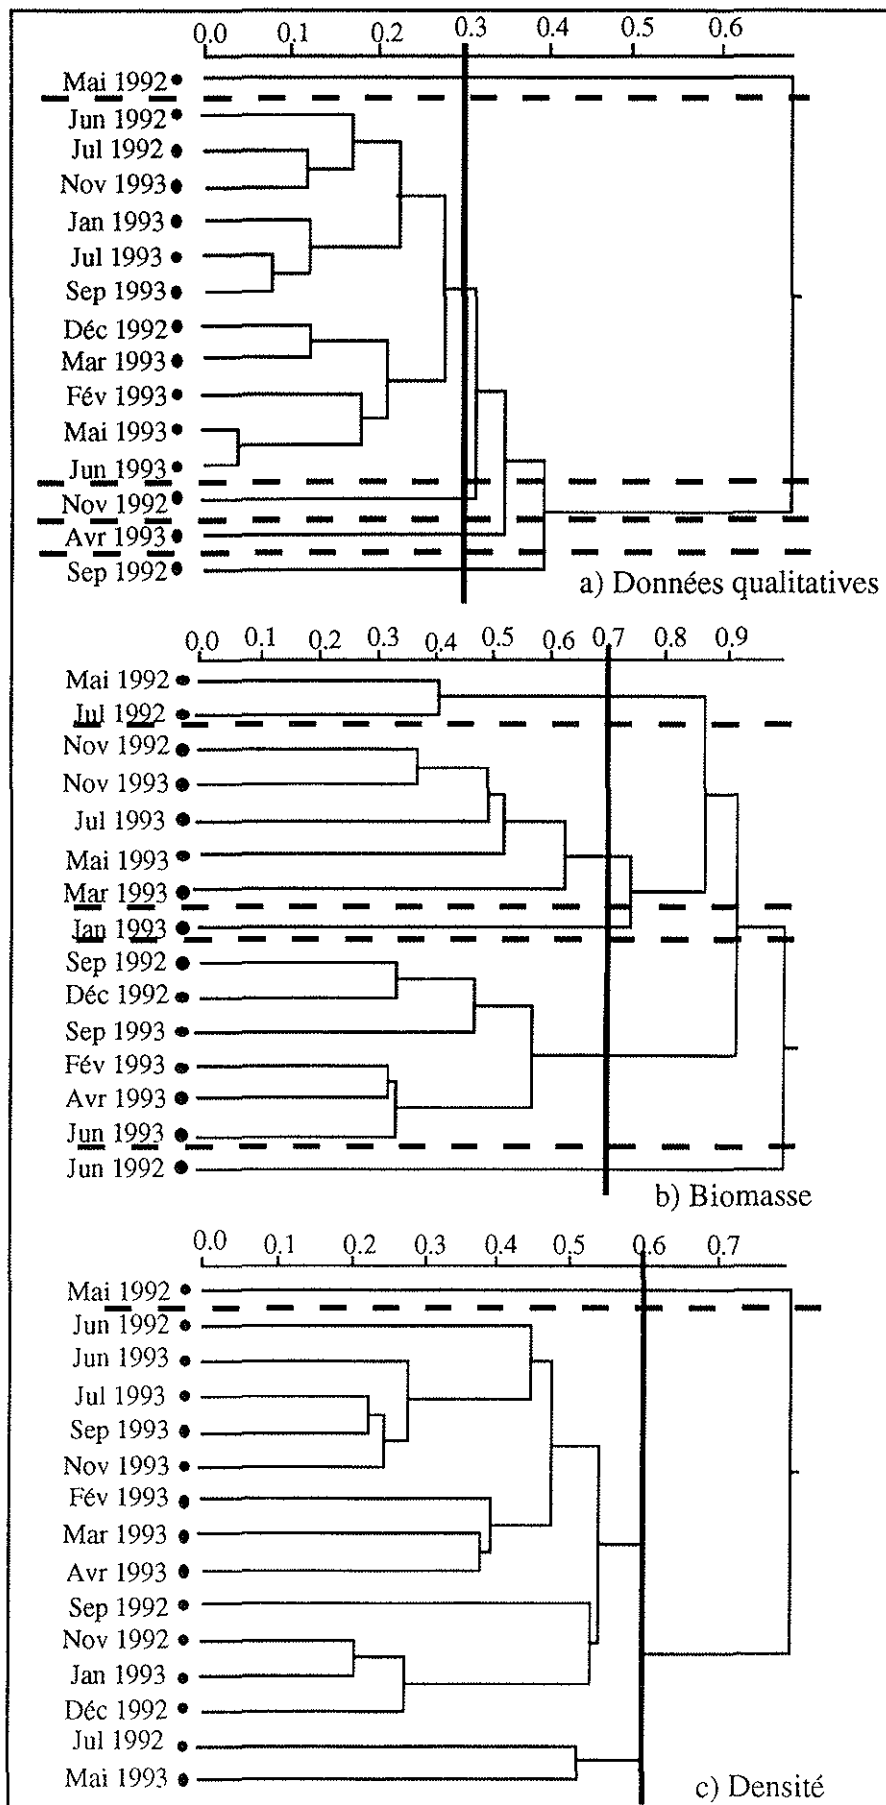 0.0 0.1 0.2 0.3 0.4 0.5 0.6
Mai 1992
Jun 1992
Jul 1992
Nov 1993
Jan 1993
Jul 1993
Sep 1993
Déc 1992
Mar 1993
Fév 1993
Mai 1993
Jun 1993
Nov 1992
Avr 1993
Sep 1992
a) Données qualitatives
0.0 0.1 0.2 0.3 0.4 0.5 0.6 0.7 0.8 0.9
Mai 1992
Jul 1992
Nov 1992
Nov 1993
Jul 1993
Mai 1993
Mar 1993
Jan 1993
Sep 1992
Déc 1992
Sep 1993
Fév 1993
Avr 1993
Jun 1993
Jun 1992
b) Biomasse
0.0 0.1 0.2 0.3 0.4 0.5 0.6 0.7
Mai 1992
Jun 1992
Jun 1993
Jul 1993
Sep 1993
Nov 1993
Fév 1993
Mar 1993
Avr 1993
Sep 1992
Nov 1992
Jan 1993
Déc 1992
Jul 1992
Mai 1993
c) Densité